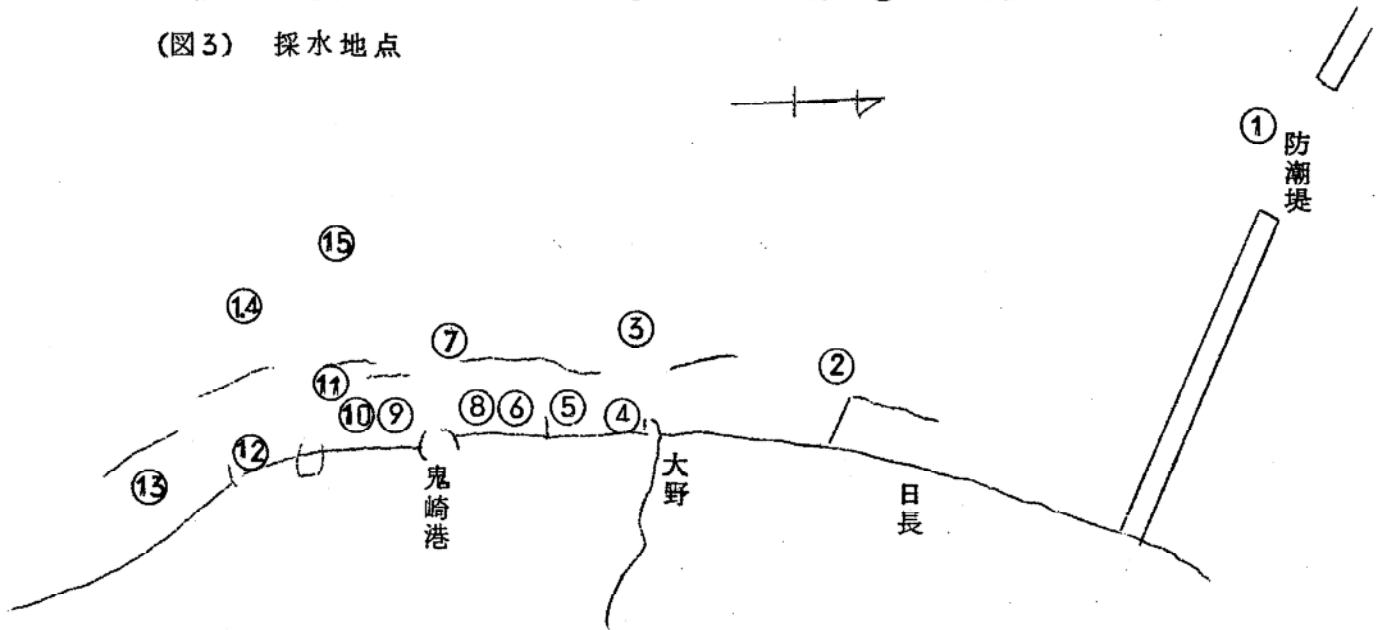 (図3) 採水地点
①
防潮堤
⑮
⑭
③
⑦
②
⑪
⑩⑨
⑧⑥
⑤
④
⑫
⑬
鬼崎港
大野
日長